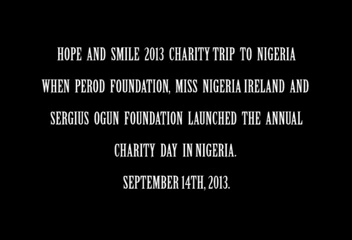 HOPE AND SMILE 2013 CHARITY TRIP TO NIGERIA
WHEN PEROD FOUNDATION, MISS NIGERIA IRELAND AND
SERGIUS OGUN FOUNDATION LAUNCHED THE ANNUAL
CHARITY DAY IN NIGERIA.
SEPTEMBER 14TH, 2013.